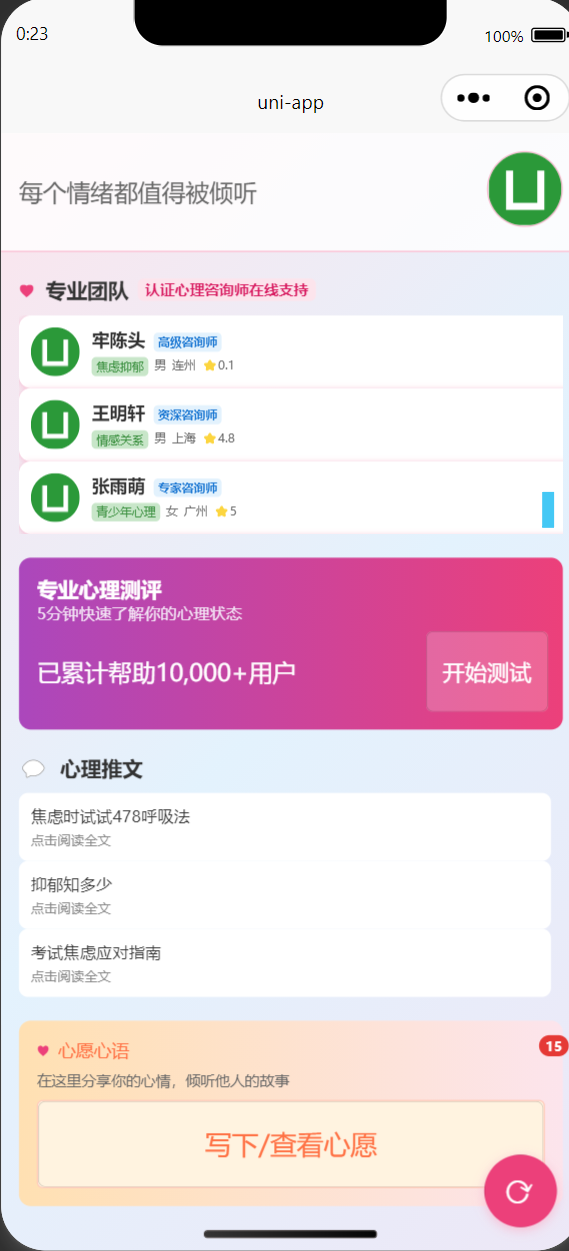 0:23
100%
uni-app
每个情绪都值得被倾听
专业团队 认证心理咨询师在线支持
牢陈头 高级咨询师
焦虑抑郁 男 连州 0.1
王明轩 资深咨询师
情感关系 男 上海 4.8
张雨萌 专家咨询师
青少年心理 女 广州 5
专业心理测评
5分钟快速了解你的心理状态
已累计帮助10,000+用户
开始测试
心理推文
焦虑时试试478呼吸法
点击阅读全文
抑郁知多少
点击阅读全文
考试焦虑应对指南
点击阅读全文
心愿心语
15
在这里分享你的心情，倾听他人的故事
写下/查看心愿